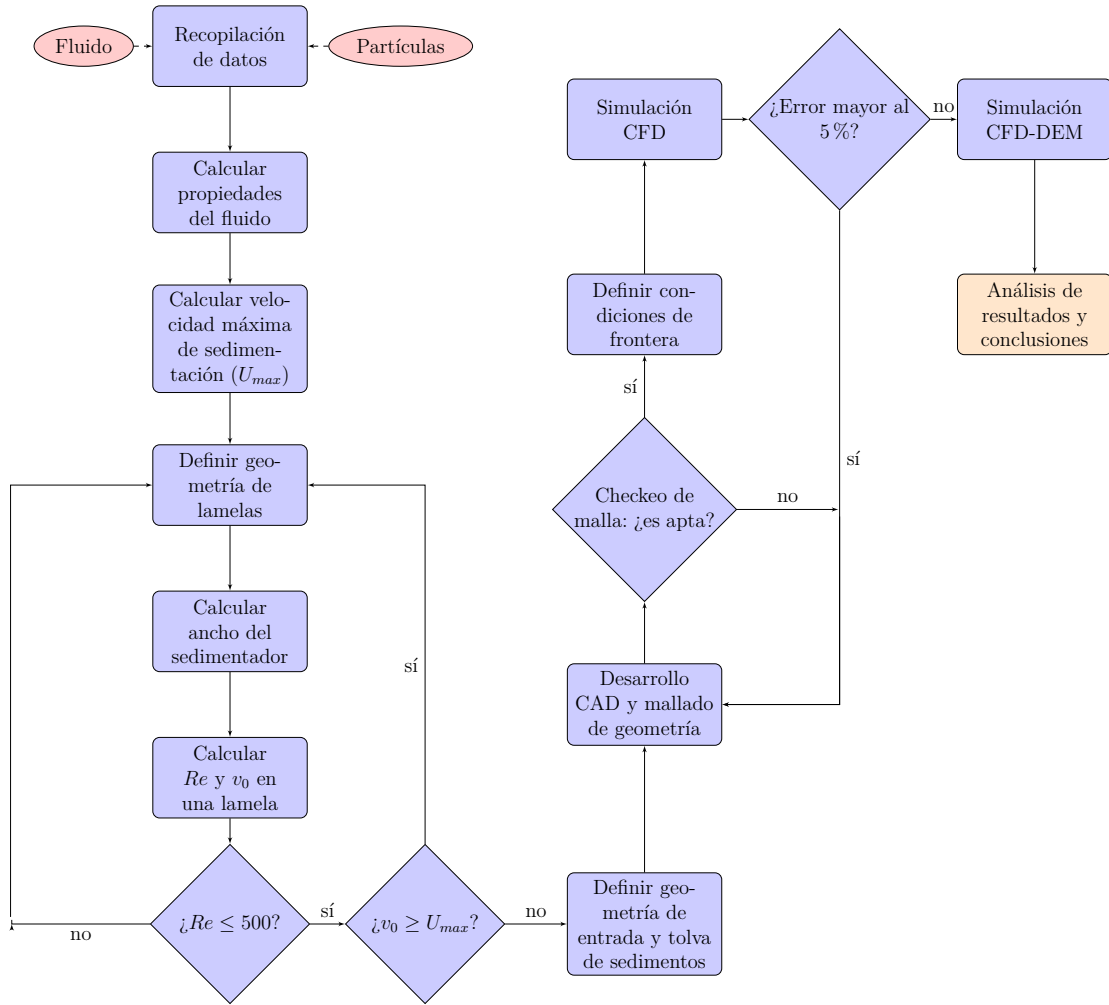 Fluido
Recopilación
de datos
Partículas
Calcular
propiedades
del fluido
Calcular velo-
cidad máxima
de sedimen-
tación (U_max)
Definir geo-
metría de
lamelas
Calcular
ancho del
sedimentador
Calcular
Re y v_0 en
una lamela
¿Re ≤ 500?
no
sí
¿v_0 ≥ U_max?
sí
no
Definir geo-
metría de
entrada y tolva
de sedimentos
Desarrollo
CAD y mallado
de geometría
Checkeo de
malla: ¿es apta?
no
sí
Definir con-
diciones de
frontera
Simulación
CFD
¿Error mayor al
5 %?
sí
no
Simulación
CFD-DEM
Análisis de
resultados y
conclusiones